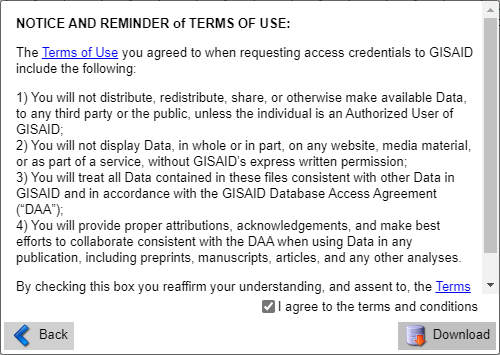 NOTICE AND REMINDER of TERMS OF USE:
The Terms of Use you agreed to when requesting access credentials to GISAID
include the following:
1) You will not distribute, redistribute, share, or otherwise make available Data,
to any third party or the public, unless the individual is an Authorized User of
GISAID;
2) You will not display Data, in whole or in part, on any website, media material,
or as part of a service, without GISAID's express written permission;
3) You will treat all Data contained in these files consistent with other Data in
GISAID and in accordance with the GISAID Database Access Agreement
(“DAA”);
4) You will provide proper attributions, acknowledgements, and make best
efforts to collaborate consistent with the DAA when using Data in any
publication, including preprints, manuscripts, articles, and any other analyses.
By checking this box you reaffirm your understanding, and assent to, the Terms
I agree to the terms and conditions
Back
Download